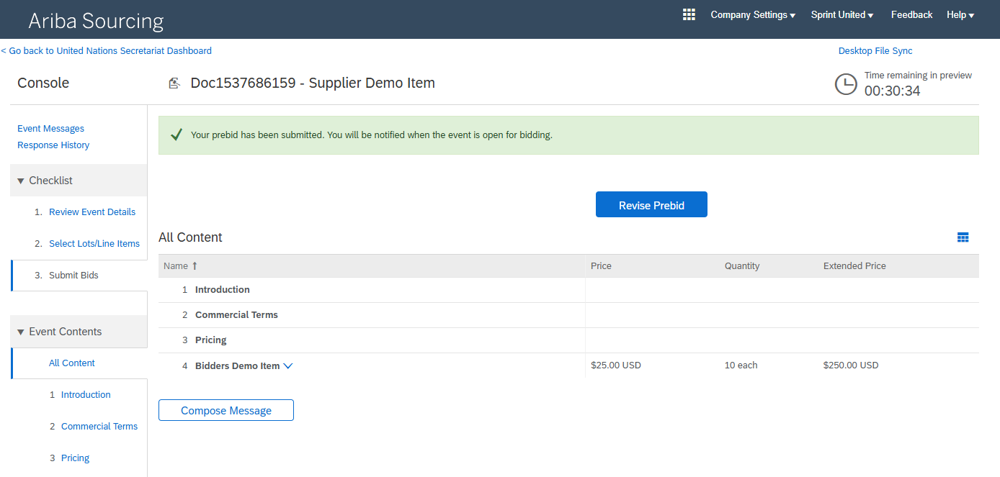 Ariba Sourcing
Company Settings
Sprint United
Feedback
Help
< Go back to United Nations Secretariat Dashboard
Desktop File Sync
Console
Doc1537686159 - Supplier Demo Item
Time remaining in preview
00:30:34
Event Messages
Response History
Checklist
1. Review Event Details
2. Select Lots/Line Items
3. Submit Bids
Event Contents
All Content
1 Introduction
2 Commercial Terms
3 Pricing
Your prebid has been submitted. You will be notified when the event is open for bidding.
Revise Prebid
All Content
Name ↑ Price Quantity Extended Price
1 Introduction
2 Commercial Terms
3 Pricing
4 Bidders Demo Item $25.00 USD 10 each $250.00 USD
Compose Message